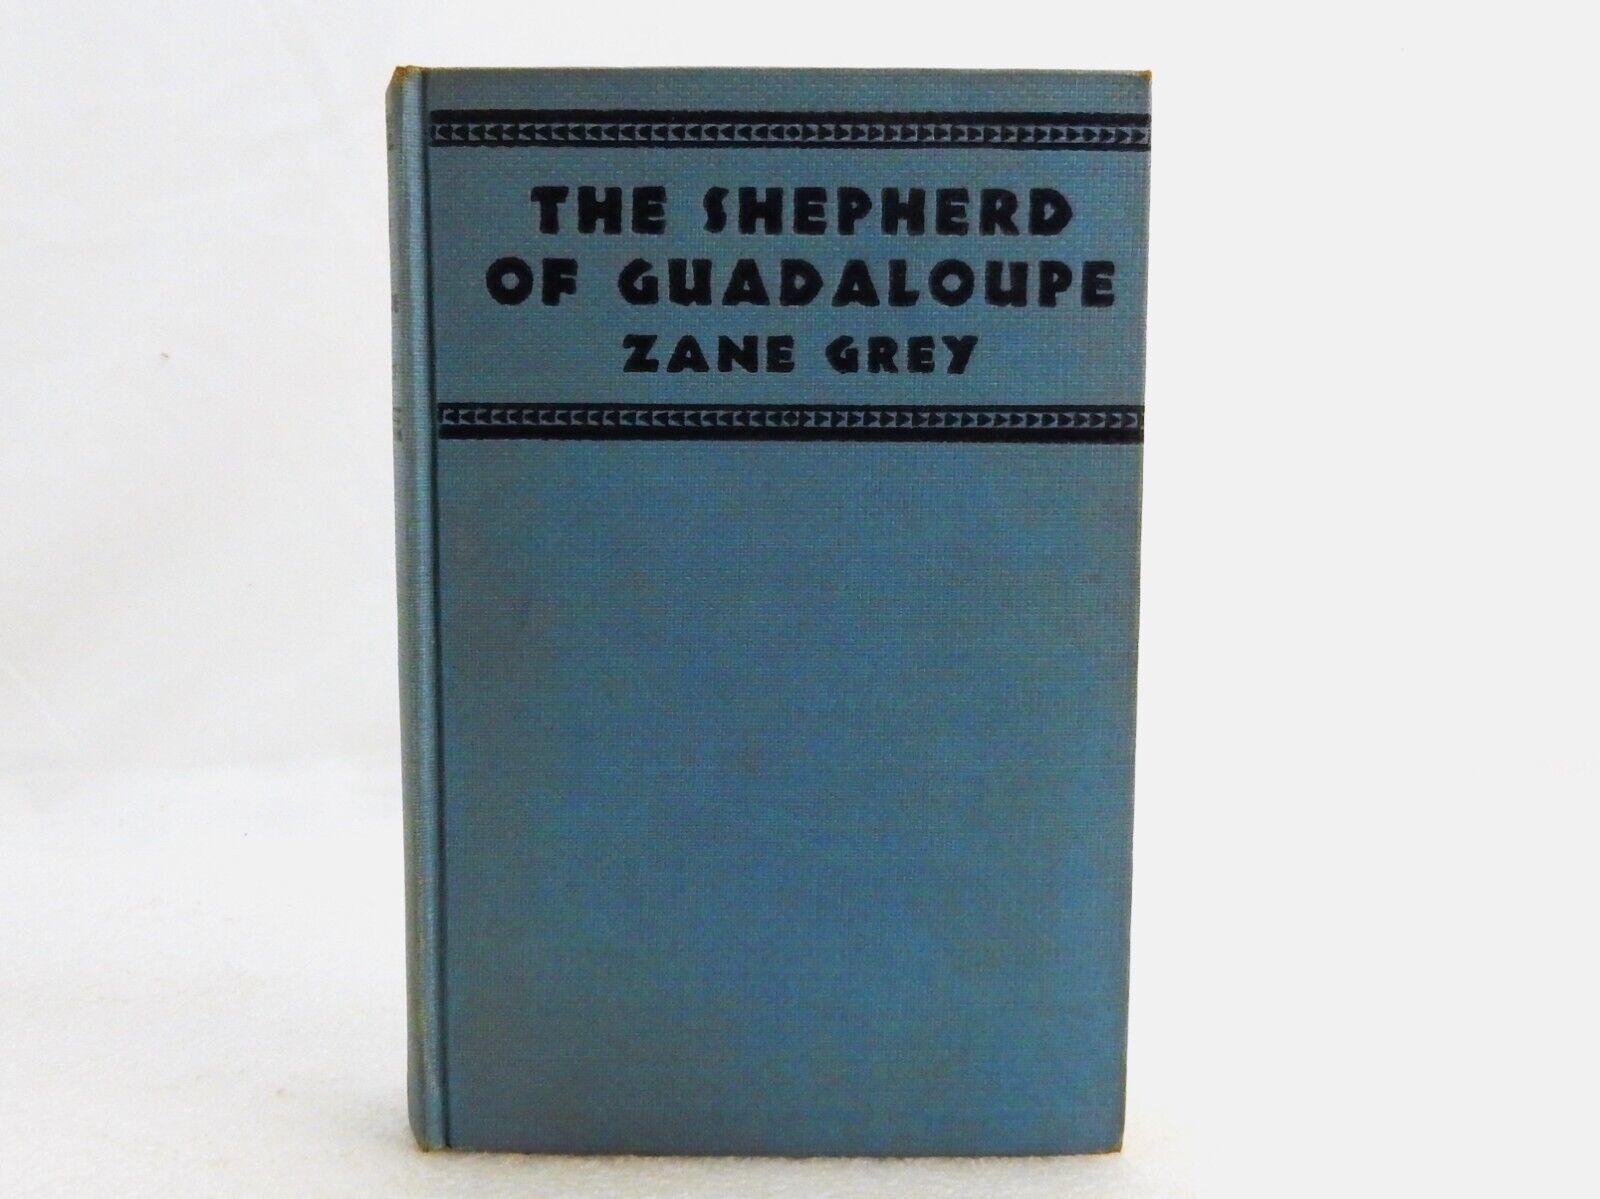 THE SHEPHERD
OF GUADALOUPE
ZANE GREY